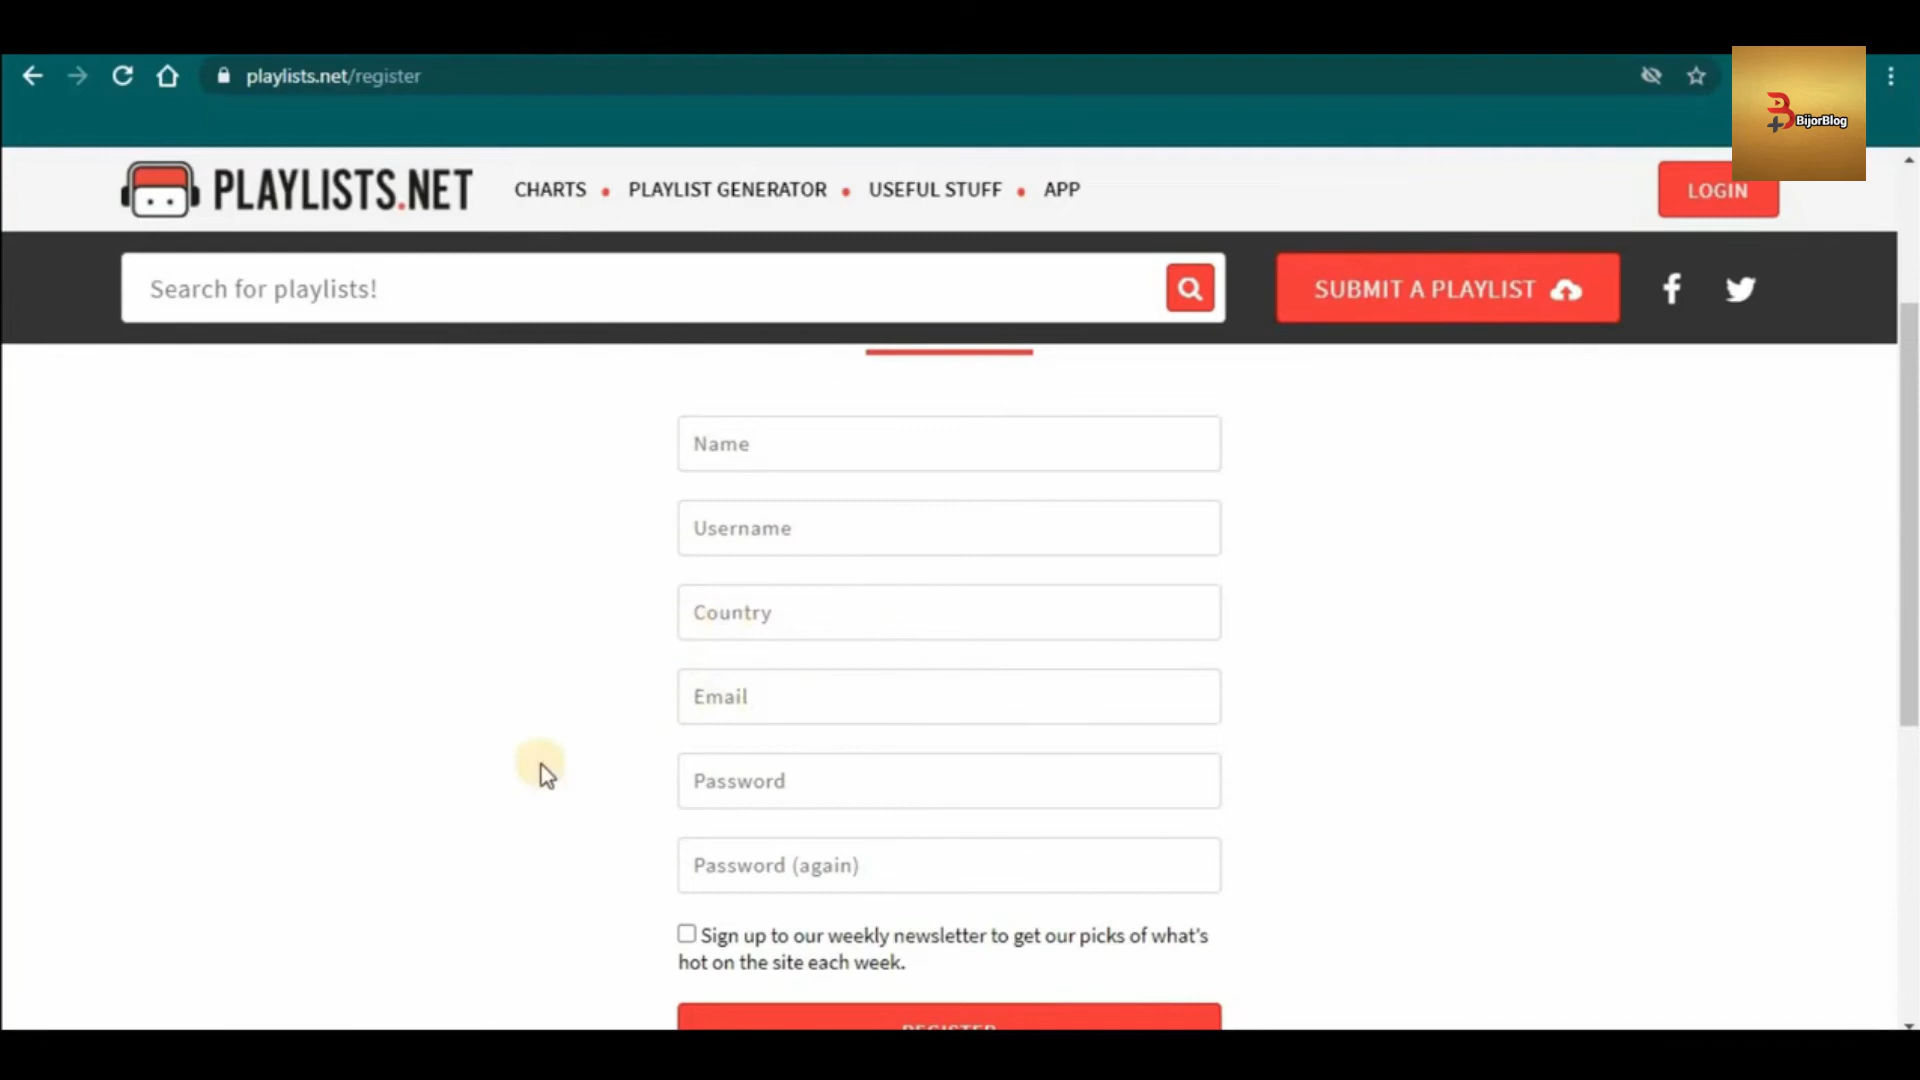 playlists.net/register
BijorBlog
PLAYLISTS.NET
CHARTS • PLAYLIST GENERATOR • USEFUL STUFF • APP
LOGIN
Search for playlists!
SUBMIT A PLAYLIST
Name
Username
Country
Email
Password
Password (again)
Sign up to our weekly newsletter to get our picks of what's
hot on the site each week.
REGISTER